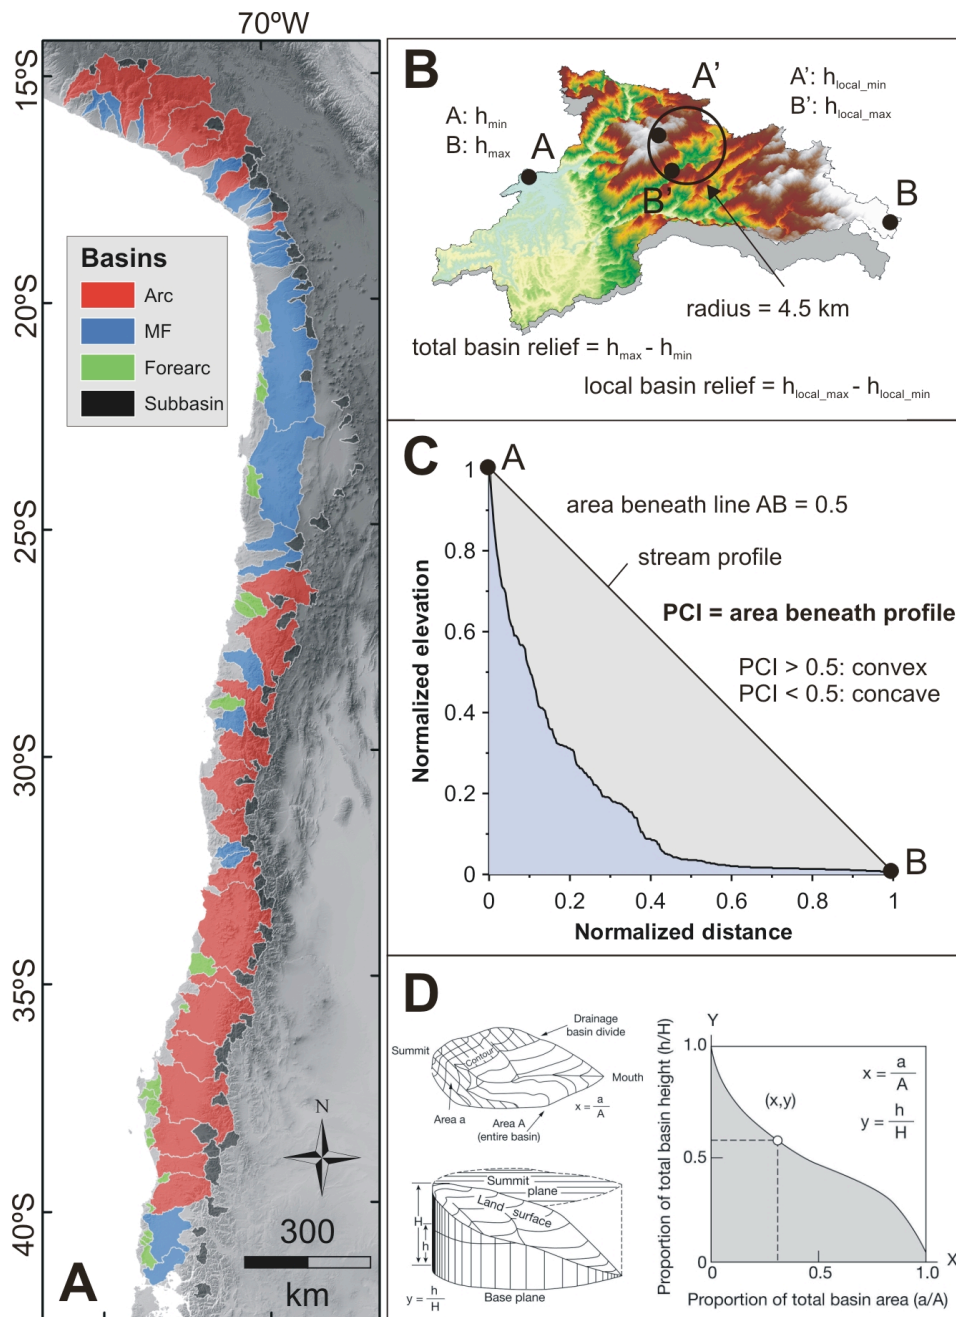 70ºW
15ºS
20ºS
25ºS
30ºS
35ºS
40ºS
Basins
Arc
MF
Forearc
Subbasin
N
300
km
A
B
A: hmin
B: hmax
A
A'
B'
B
A': hlocal_min
B': hlocal_max
radius = 4.5 km
total basin relief = hmax - hmin
local basin relief = hlocal_max - hlocal_min
C
A
area beneath line AB = 0.5
stream profile
PCI = area beneath profile
PCI > 0.5: convex
PCI < 0.5: concave
B
Normalized elevation
1
0.8
0.6
0.4
0.2
0
0 0.2 0.4 0.6 0.8 1
Normalized distance
D
Summit
Contour
Drainage
basin divide
Mouth
Area a
Area A
(entire basin)
x = a/A
Summit
plane
Land surface
H
h
y = h/H
Base plane
Y
Proportion of total basin height (h/H)
1.0
0.5
0
(x,y)
x = a/A
y = h/H
X
0 0.5 1.0
Proportion of total basin area (a/A)